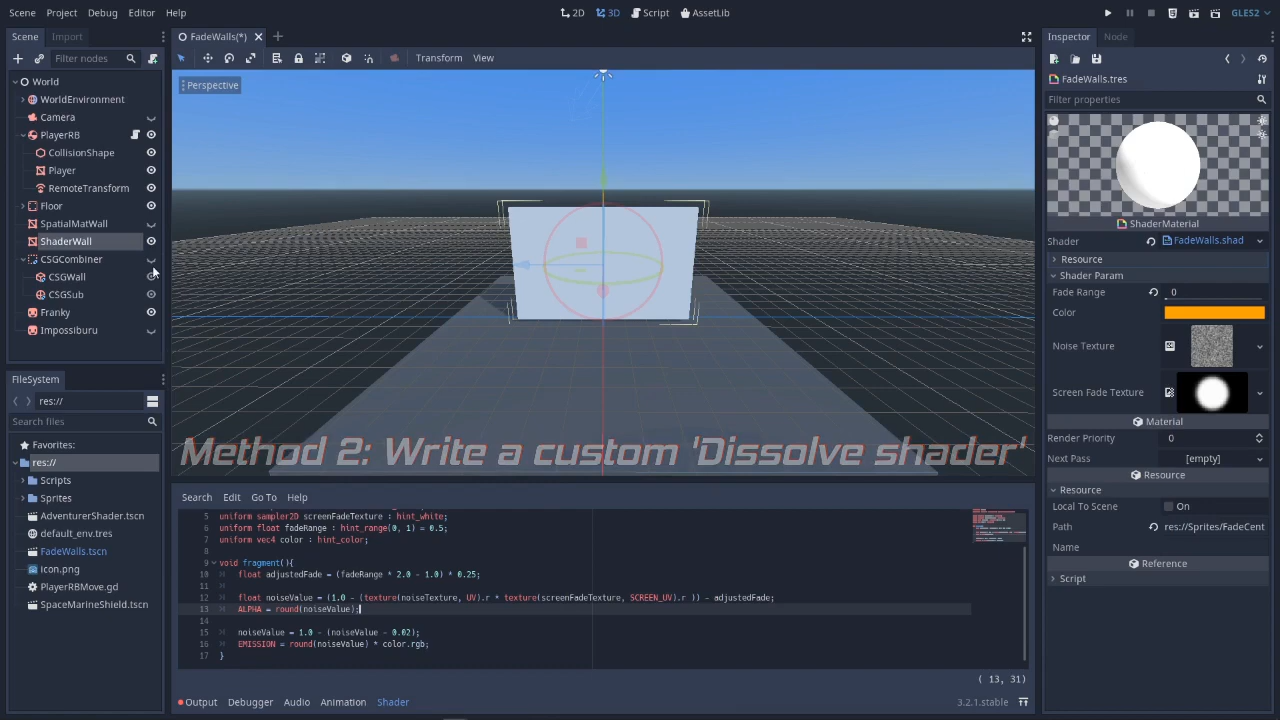 Scene Project Debug Editor Help
2D 3D Script AssetLib
GLES2
Scene Import
FadeWalls(*)
Inspector Node
Filter nodes
Transform View
World
Perspective
FadeWalls.tres
WorldEnvironment
Filter properties
Camera
PlayerRB
CollisionShape
Player
RemoteTransform
Floor
SpatialMatWall
ShaderMaterial
ShaderWall
Shader FadeWalls.shad
CSGCombiner
Resource
CSGWall
Shader Param
CSGSub
Fade Range 0
Franky
Color
Impossiburu
Noise Texture
FileSystem
Screen Fade Texture
res://
Search files
Material
Favorites:
Render Priority 0
res://
Next Pass [empty]
Method 2: Write a custom 'Dissolve shader'
Scripts
Resource
Sprites
Resource
AdventurerShader.tscn
Local To Scene On
default_env.tres
Path res://Sprites/FadeCent
FadeWalls.tscn
Name
icon.png
Reference
PlayerRBMove.gd
Script
SpaceMarineShield.tscn
Search Edit Go To Help
5 uniform sampler2D screenFadeTexture : hint_white;
6 uniform float fadeRange : hint_range(0, 1) = 0.5;
7 uniform vec4 color : hint_color;
8
9 void fragment(){
10 float adjustedFade = (fadeRange * 2.0 - 1.0) * 0.25;
11
12 float noiseValue = (1.0 - (texture(noiseTexture, UV).r * texture(screenFadeTexture, SCREEN_UV).r )) - adjustedFade;
13 ALPHA = round(noiseValue);
14
15 noiseValue = 1.0 - (noiseValue - 0.02);
16 EMISSION = round(noiseValue) * color.rgb;
17 }
( 13, 31)
Output Debugger Audio Animation Shader
3.2.1.stable